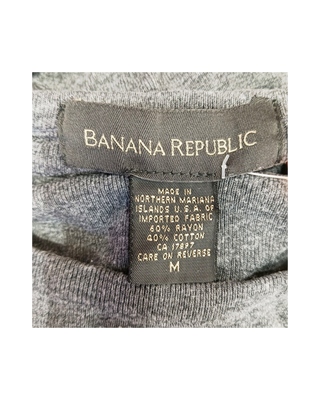 BANANA REPUBLIC
MADE IN
NORTHERN MARIANA
ISLANDS U.S.A. OF
IMPORTED FABRIC
60% RAYON
40% COTTON
CA 17897
CARE ON REVERSE
M